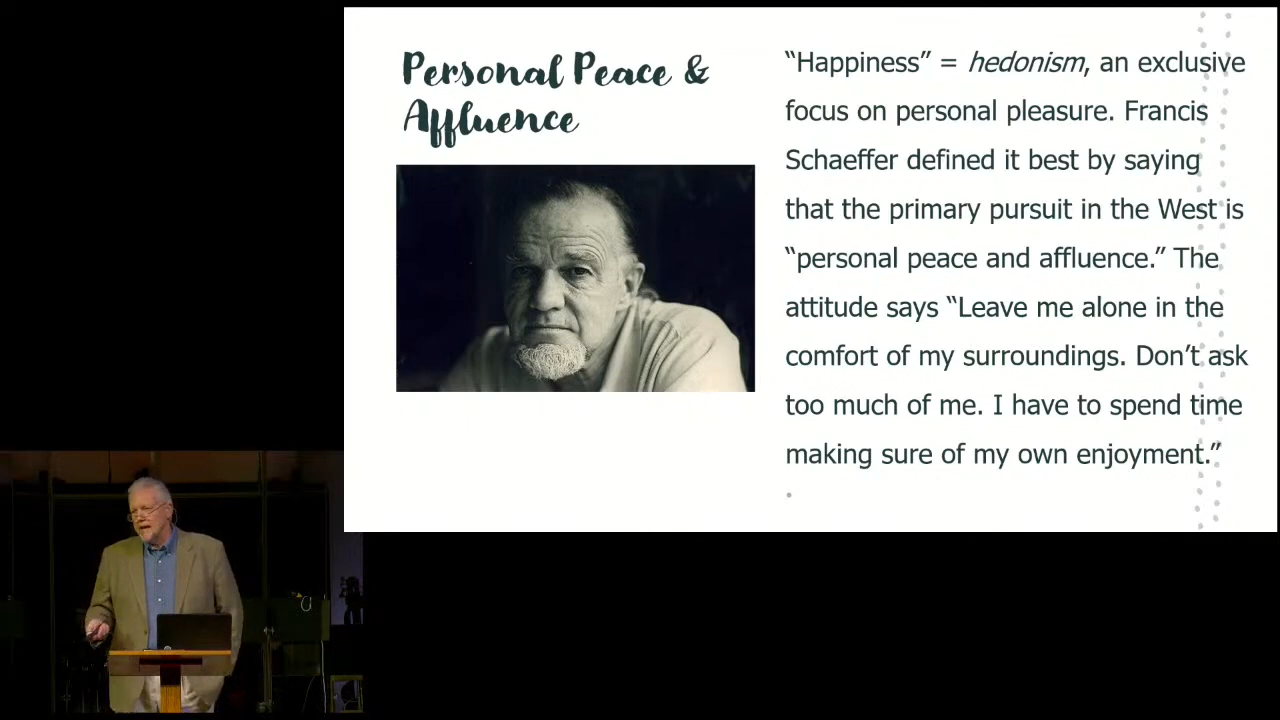 Personal Peace &
Affluence
“Happiness” = hedonism, an exclusive
focus on personal pleasure. Francis
Schaeffer defined it best by saying
that the primary pursuit in the West is
“personal peace and affluence.” The
attitude says “Leave me alone in the
comfort of my surroundings. Don’t ask
too much of me. I have to spend time
making sure of my own enjoyment.”
.